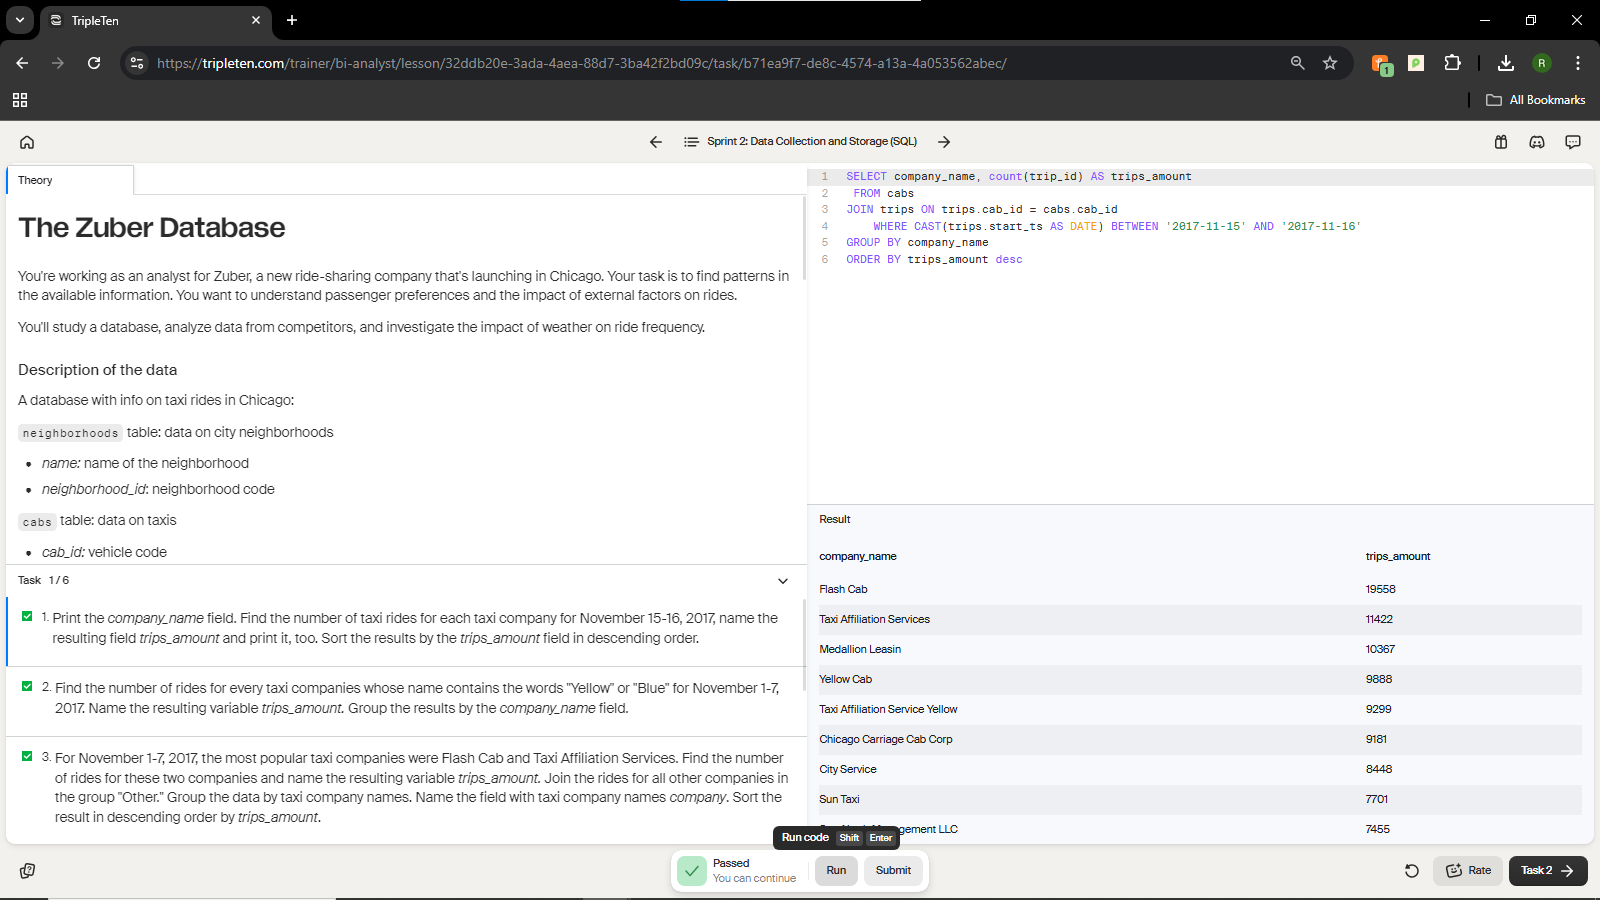 TripleTen
https://tripleten.com/trainer/bi-analyst/lesson/32ddb20e-3ada-4aea-88d7-3ba42f2bd09c/task/b71ea9f7-de8c-4574-a13a-4a053562abec/
1
R
All Bookmarks
Sprint 2: Data Collection and Storage (SQL)
Theory
The Zuber Database
You're working as an analyst for Zuber, a new ride-sharing company that's launching in Chicago. Your task is to find patterns in
the available information. You want to understand passenger preferences and the impact of external factors on rides.
You'll study a database, analyze data from competitors, and investigate the impact of weather on ride frequency.
Description of the data
A database with info on taxi rides in Chicago:
neighborhoods table: data on city neighborhoods
• name: name of the neighborhood
• neighborhood_id: neighborhood code
cabs table: data on taxis
• cab_id: vehicle code
Task 1 / 6
1. Print the company_name field. Find the number of taxi rides for each taxi company for November 15-16, 2017, name the
resulting field trips_amount and print it, too. Sort the results by the trips_amount field in descending order.
2. Find the number of rides for every taxi companies whose name contains the words "Yellow" or "Blue" for November 1-7,
2017. Name the resulting variable trips_amount. Group the results by the company_name field.
3. For November 1-7, 2017, the most popular taxi companies were Flash Cab and Taxi Affiliation Services. Find the number
of rides for these two companies and name the resulting variable trips_amount. Join the rides for all other companies in
the group "Other." Group the data by taxi company names. Name the field with taxi company names company. Sort the
result in descending order by trips_amount.
1 SELECT company_name, count(trip_id) AS trips_amount
2 FROM cabs
3 JOIN trips ON trips.cab_id = cabs.cab_id
4 WHERE CAST(trips.start_ts AS DATE) BETWEEN '2017-11-15' AND '2017-11-16'
5 GROUP BY company_name
6 ORDER BY trips_amount desc
Result
company_name trips_amount
Flash Cab 19558
Taxi Affiliation Services 11422
Medallion Leasin 10367
Yellow Cab 9888
Taxi Affiliation Service Yellow 9299
Chicago Carriage Cab Corp 9181
City Service 8448
Sun Taxi 7701
gement LLC 7455
Run code Shift Enter
Passed
You can continue
Run
Submit
Rate
Task 2